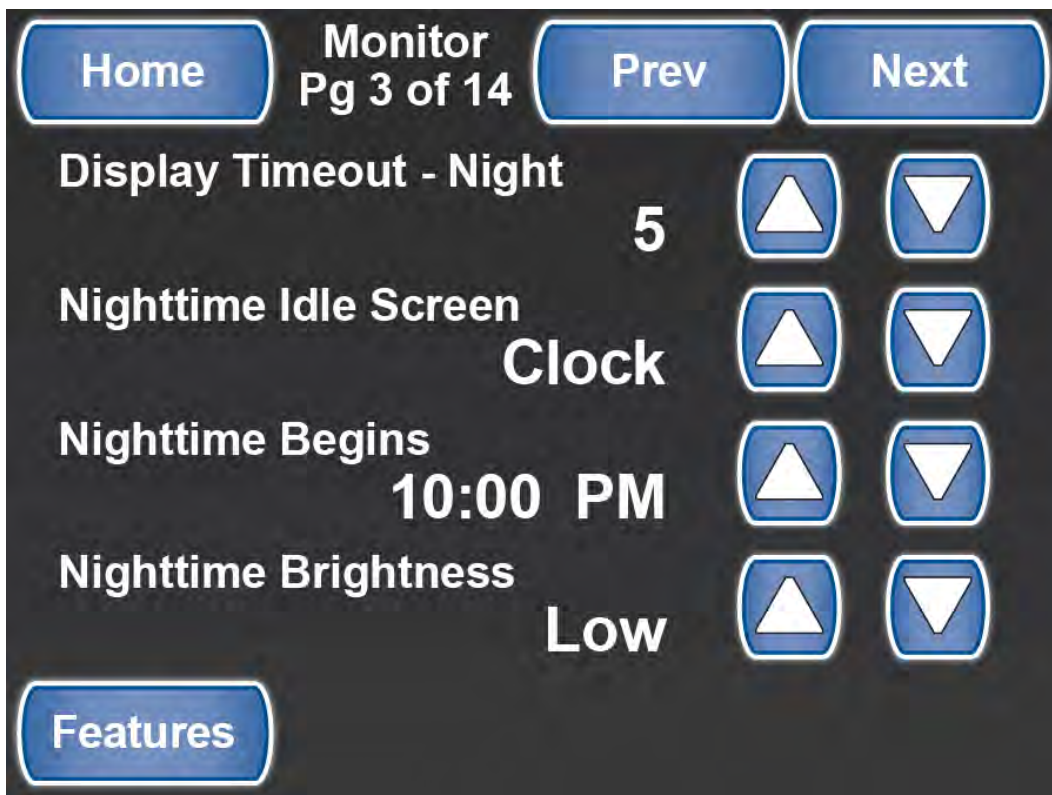 Home
Monitor
Pg 3 of 14
Prev
Next
Display Timeout - Night
5
Nighttime Idle Screen
Clock
Nighttime Begins
10:00 PM
Nighttime Brightness
Low
Features